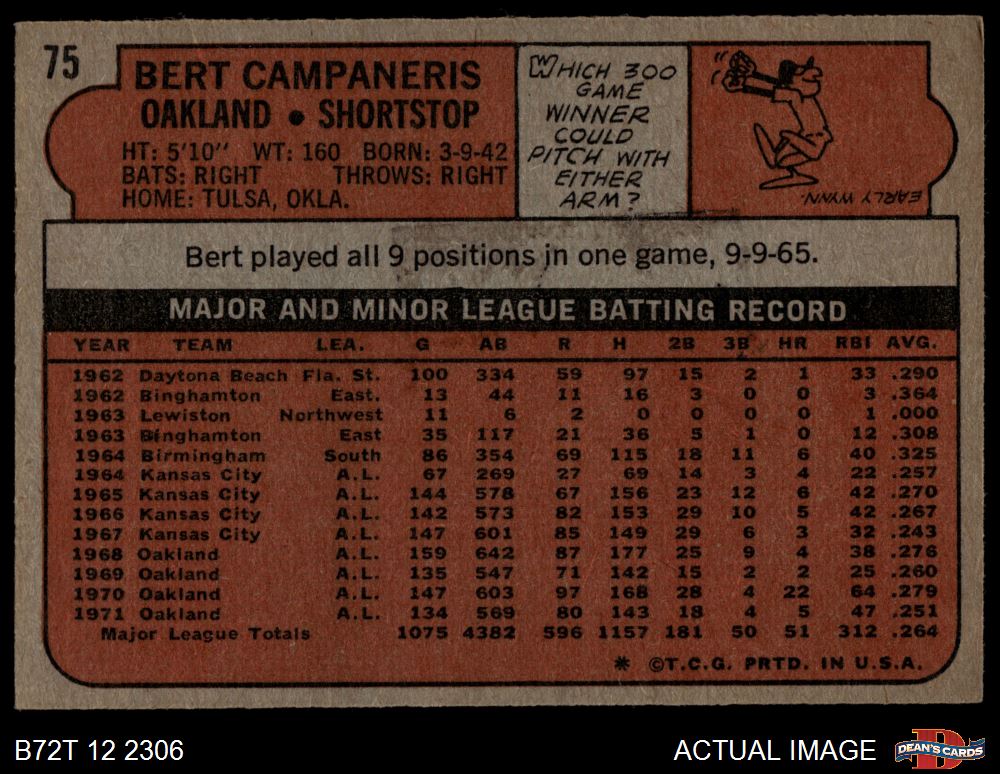 75
BERT CAMPANERIS
OAKLAND • SHORTSTOP
HT: 5'10" WT: 160 BORN: 3-9-42
BATS: RIGHT THROWS: RIGHT
HOME: TULSA, OKLA.
WHICH 300
GAME
WINNER
COULD
PITCH WITH
EITHER
ARM?
EARLY WYNN.
Bert played all 9 positions in one game, 9-9-65.
MAJOR AND MINOR LEAGUE BATTING RECORD
YEAR TEAM LEA. G AB R H 2B 3B HR RBI AVG.
1962 Daytona Beach Fla. St. 100 334 59 97 15 2 1 33 .290
1962 Binghamton East. 13 44 11 16 3 0 0 3 .364
1963 Lewiston Northwest 11 6 2 0 0 0 0 1 .000
1963 Binghamton East 35 117 21 36 5 1 0 12 .308
1964 Birmingham South 86 354 69 115 18 11 6 40 .325
1964 Kansas City A.L. 67 269 27 69 14 3 4 22 .257
1965 Kansas City A.L. 144 578 67 156 23 12 6 42 .270
1966 Kansas City A.L. 142 573 82 153 29 10 5 42 .267
1967 Kansas City A.L. 147 601 85 149 29 6 3 32 .243
1968 Oakland A.L. 159 642 87 177 25 9 4 38 .276
1969 Oakland A.L. 135 547 71 142 15 2 2 25 .260
1970 Oakland A.L. 147 603 97 168 28 4 22 64 .279
1971 Oakland A.L. 134 569 80 143 18 4 5 47 .251
Major League Totals 1075 4382 596 1157 181 50 51 312 .264
* ©T.C.G. PRTD. IN U.S.A.
B72T 12 2306
ACTUAL IMAGE
D
DEAN'S CARDS